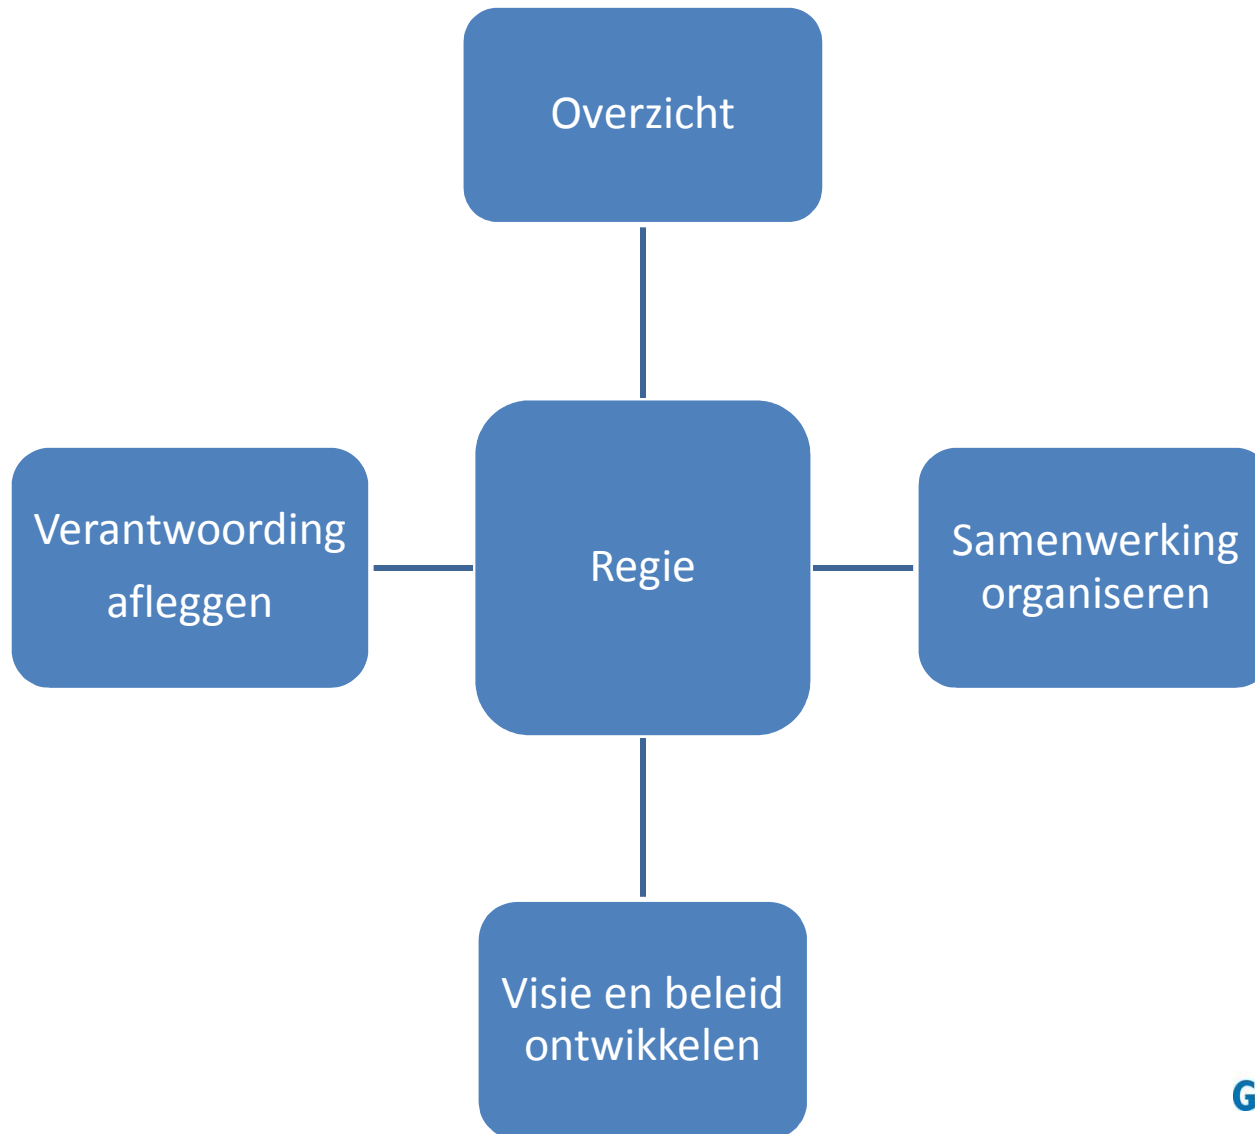 Overzicht
Verantwoording
afleggen
Regie
Samenwerking
organiseren
Visie en beleid
ontwikkelen
G